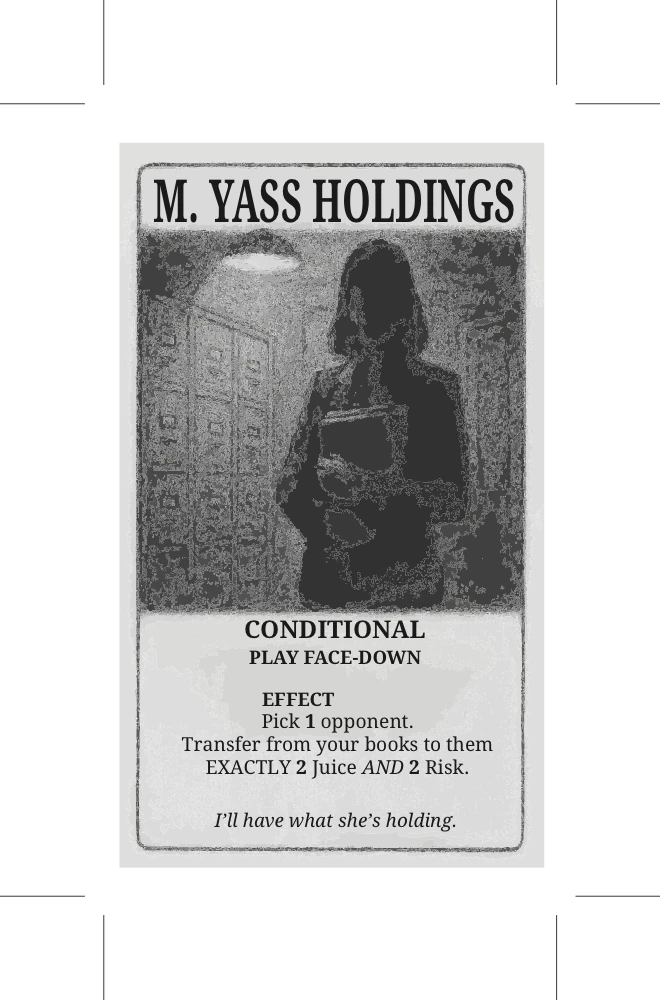 M. YASS HOLDINGS
CONDITIONAL
PLAY FACE-DOWN
EFFECT
Pick 1 opponent.
Transfer from your books to them
EXACTLY 2 Juice AND 2 Risk.
I’ll have what she’s holding.